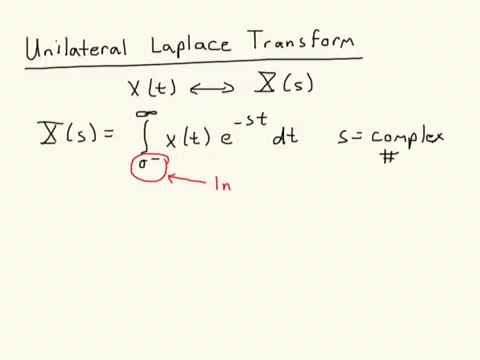 Unilateral Laplace Transform
x(t) ⟷ X(s)
X(s) = ∫₀-^∞ x(t) e^-st dt s = complex #
In